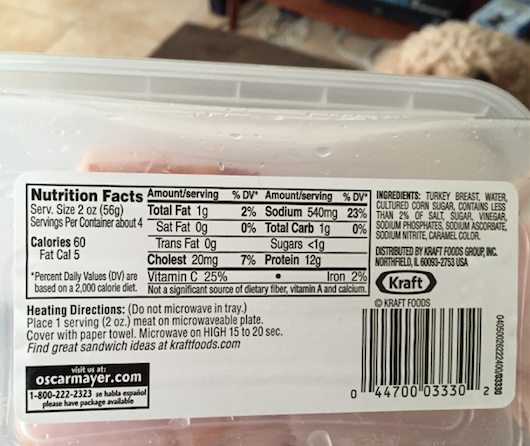 Nutrition Facts
Serv. Size 2 oz (56g)
Servings Per Container about 4
Calories 60
Fat Cal 5
*Percent Daily Values (DV) are
based on a 2,000 calorie diet.
Amount/serving % DV* Amount/serving % DV*
Total Fat 1g 2% Sodium 540mg 23%
Sat Fat 0g 0% Total Carb 1g 0%
Trans Fat 0g Sugars <1g
Cholest 20mg 7% Protein 12g
Vitamin C 25% • Iron 2%
Not a significant source of dietary fiber, vitamin A and calcium.
INGREDIENTS: TURKEY BREAST, WATER,
CULTURED CORN SUGAR, CONTAINS LESS
THAN 2% OF SALT, SUGAR, VINEGAR,
SODIUM PHOSPHATES, SODIUM ASCORBATE,
SODIUM NITRITE, CARAMEL COLOR.
DISTRIBUTED BY KRAFT FOODS GROUP, INC.
NORTHFIELD, IL 60093-2753 USA
Kraft
© KRAFT FOODS
Heating Directions: (Do not microwave in tray.)
Place 1 serving (2 oz.) meat on microwaveable plate.
Cover with paper towel. Microwave on HIGH 15 to 20 sec.
Find great sandwich ideas at kraftfoods.com
visit us at:
oscarmayer.com
1-800-222-2323 se habla español
please have package available
0 44700 03330 2